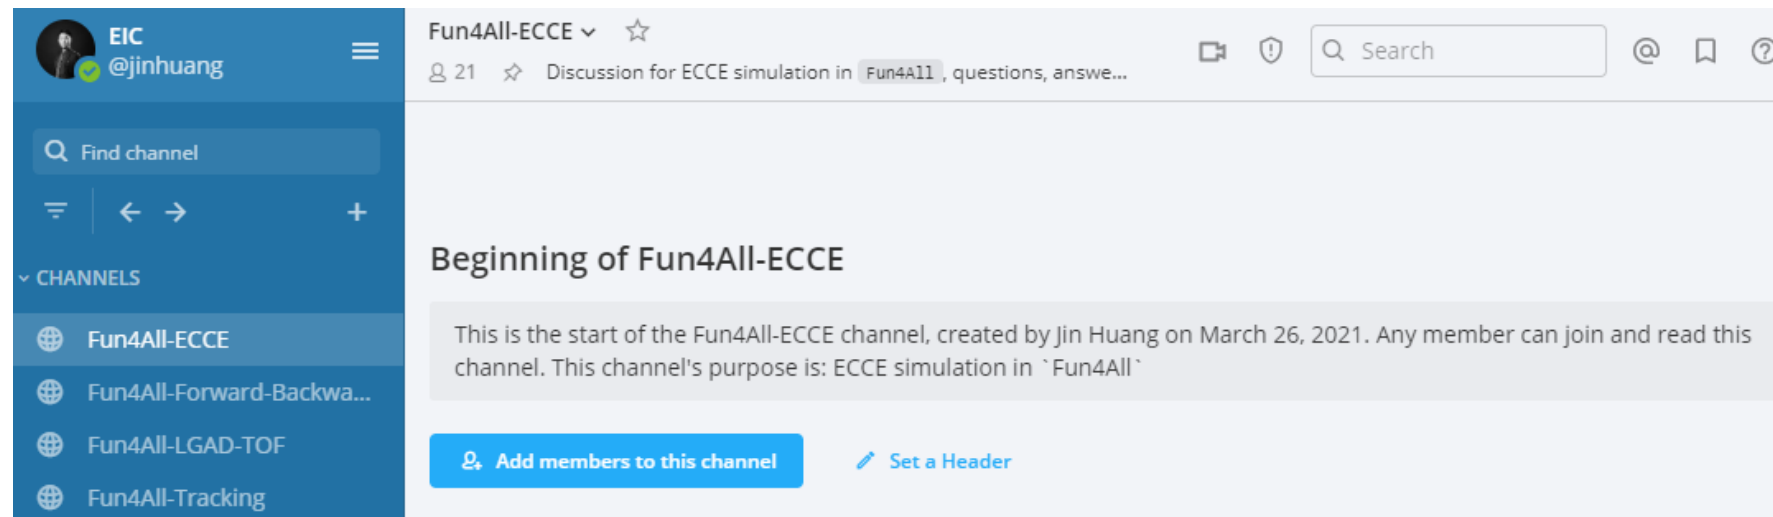 EIC
@jinhuang
Find channel
CHANNELS
Fun4All-ECCE
Fun4All-Forward-Backwa...
Fun4All-LGAD-TOF
Fun4All-Tracking
Fun4All-ECCE
21 Discussion for ECCE simulation in Fun4All , questions, answe...
Search
Beginning of Fun4All-ECCE
This is the start of the Fun4All-ECCE channel, created by Jin Huang on March 26, 2021. Any member can join and read this
channel. This channel's purpose is: ECCE simulation in `Fun4All`
Add members to this channel
Set a Header